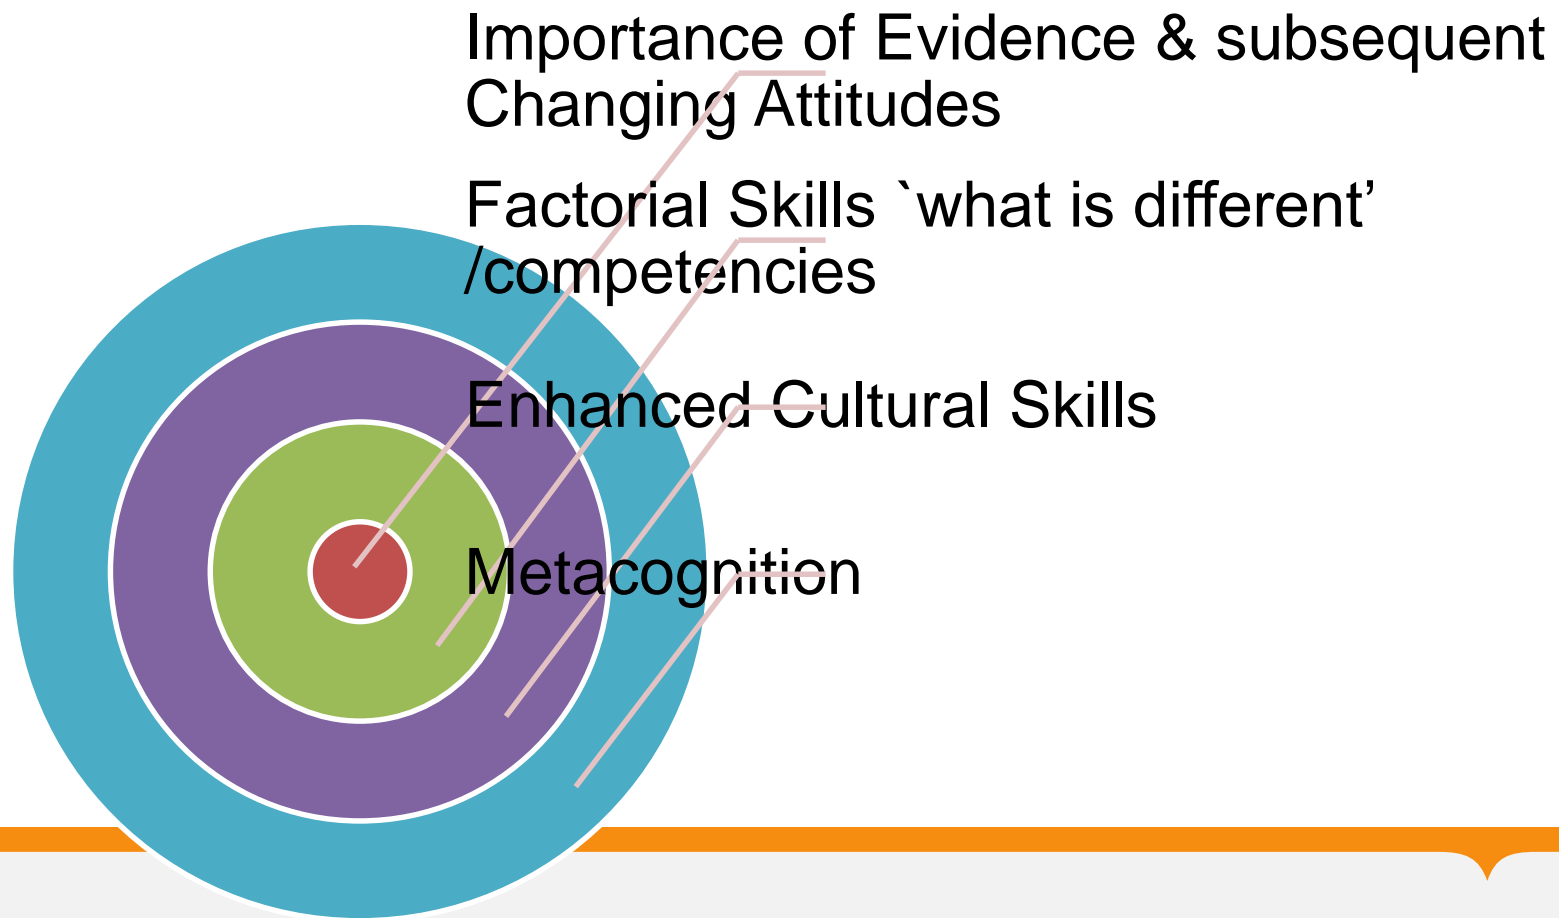 Importance of Evidence & subsequent
Changing Attitudes
Factorial Skills `what is different’
/competencies
Enhanced Cultural Skills
Metacognition